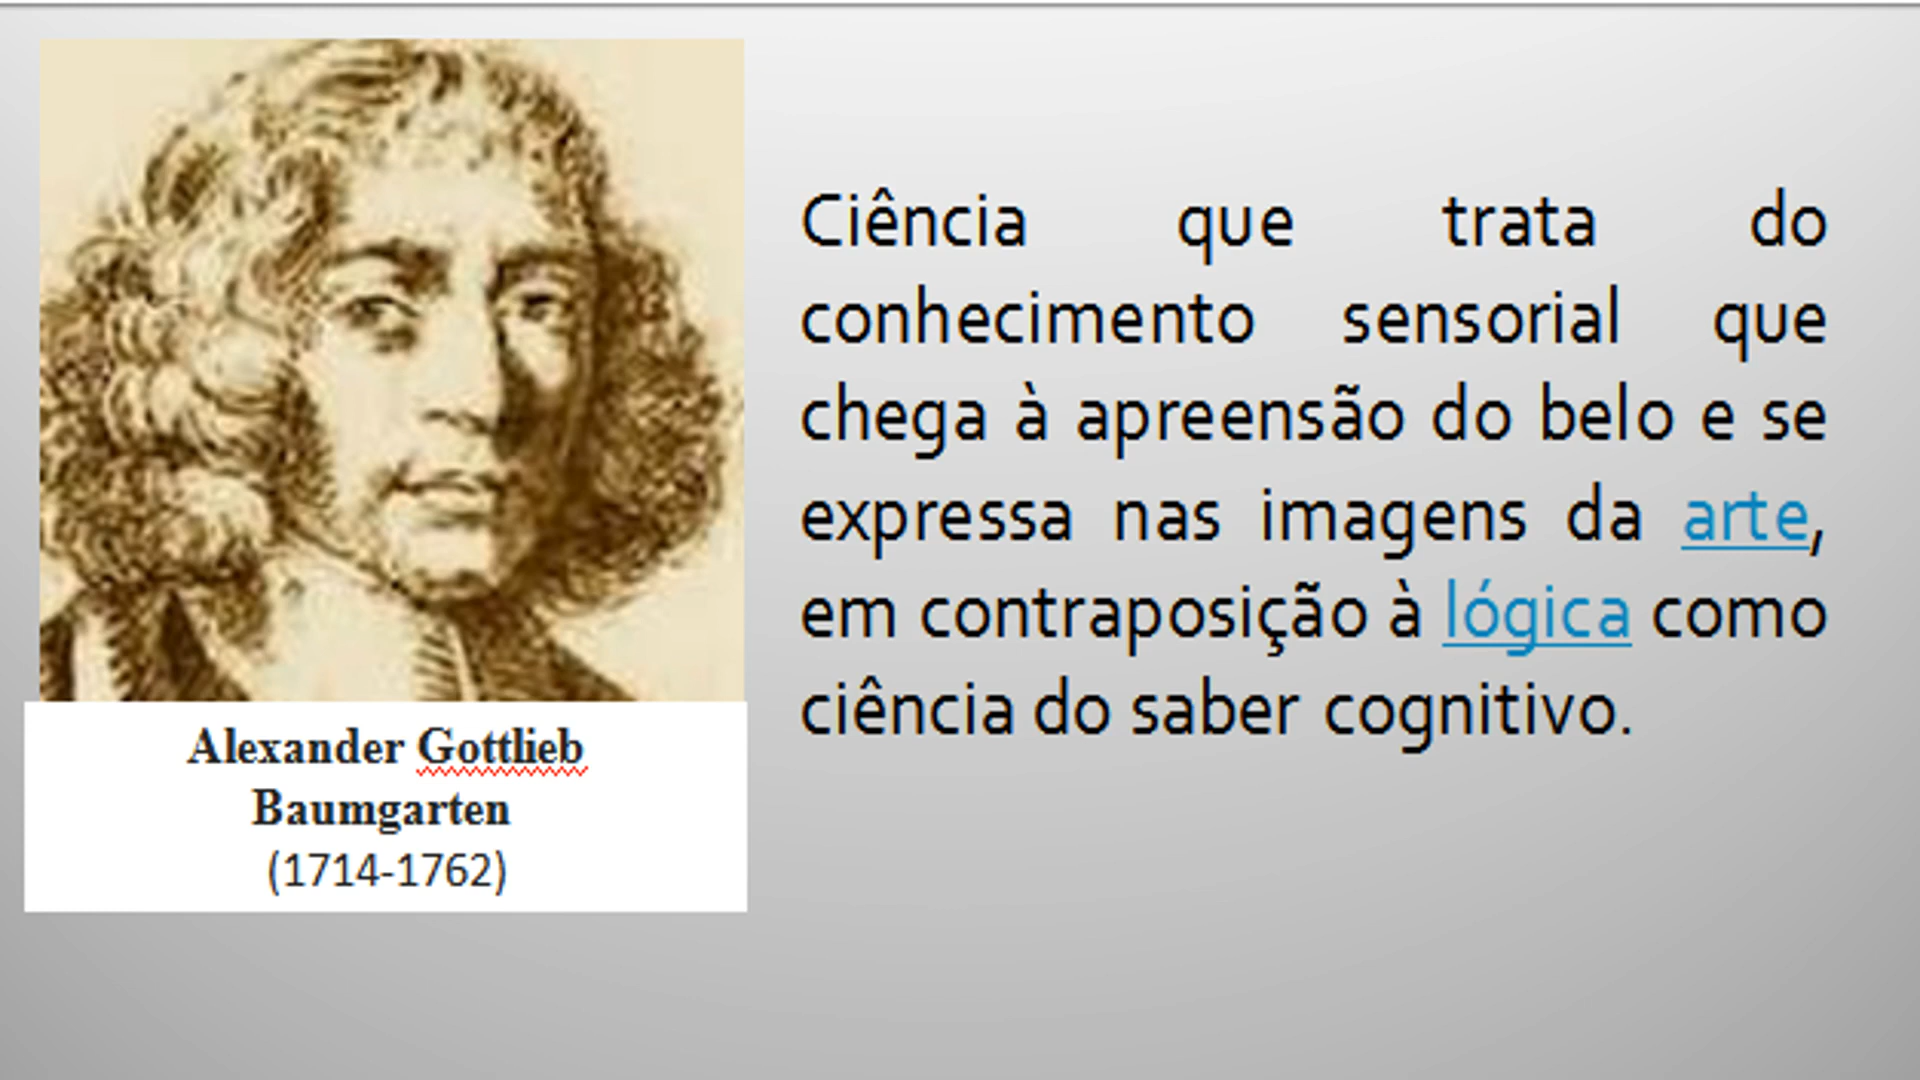 Ciência que trata do
conhecimento sensorial que
chega à apreensão do belo e se
expressa nas imagens da arte,
em contraposição à lógica como
ciência do saber cognitivo.
Alexander Gottlieb
Baumgarten
(1714-1762)